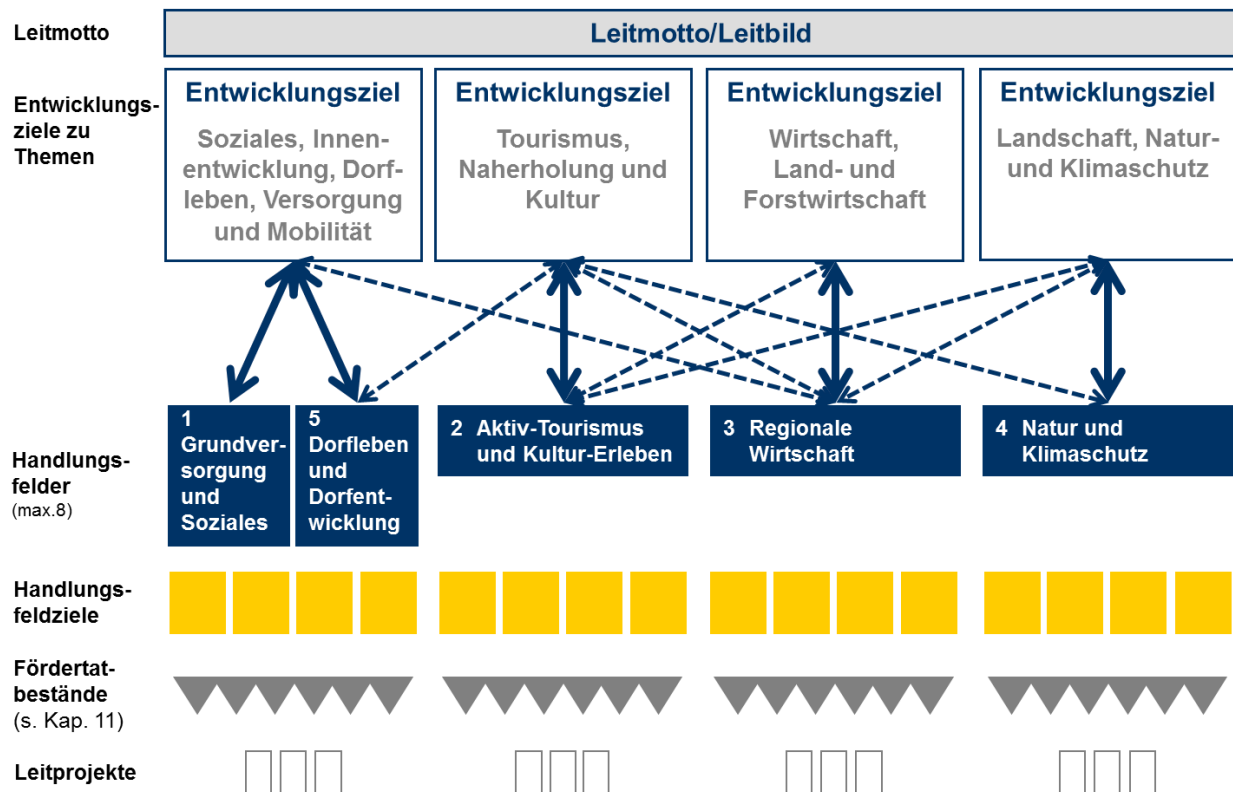 Leitmotto
Leitmotto/Leitbild
Entwicklungs-
ziele zu
Themen
Entwicklungsziel
Soziales, Innen-
entwicklung, Dorf-
leben, Versorgung
und Mobilität
Entwicklungsziel
Tourismus,
Naherholung und
Kultur
Entwicklungsziel
Wirtschaft,
Land- und
Forstwirtschaft
Entwicklungsziel
Landschaft, Natur-
und Klimaschutz
Handlungs-
felder
(max.8)
1
Grundver-
sorgung
und
Soziales
5
Dorfleben
und
Dorfent-
wicklung
2 Aktiv-Tourismus
und Kultur-Erleben
3 Regionale
Wirtschaft
4 Natur und
Klimaschutz
Handlungs-
feldziele
Fördertat-
bestände
(s. Kap. 11)
Leitprojekte